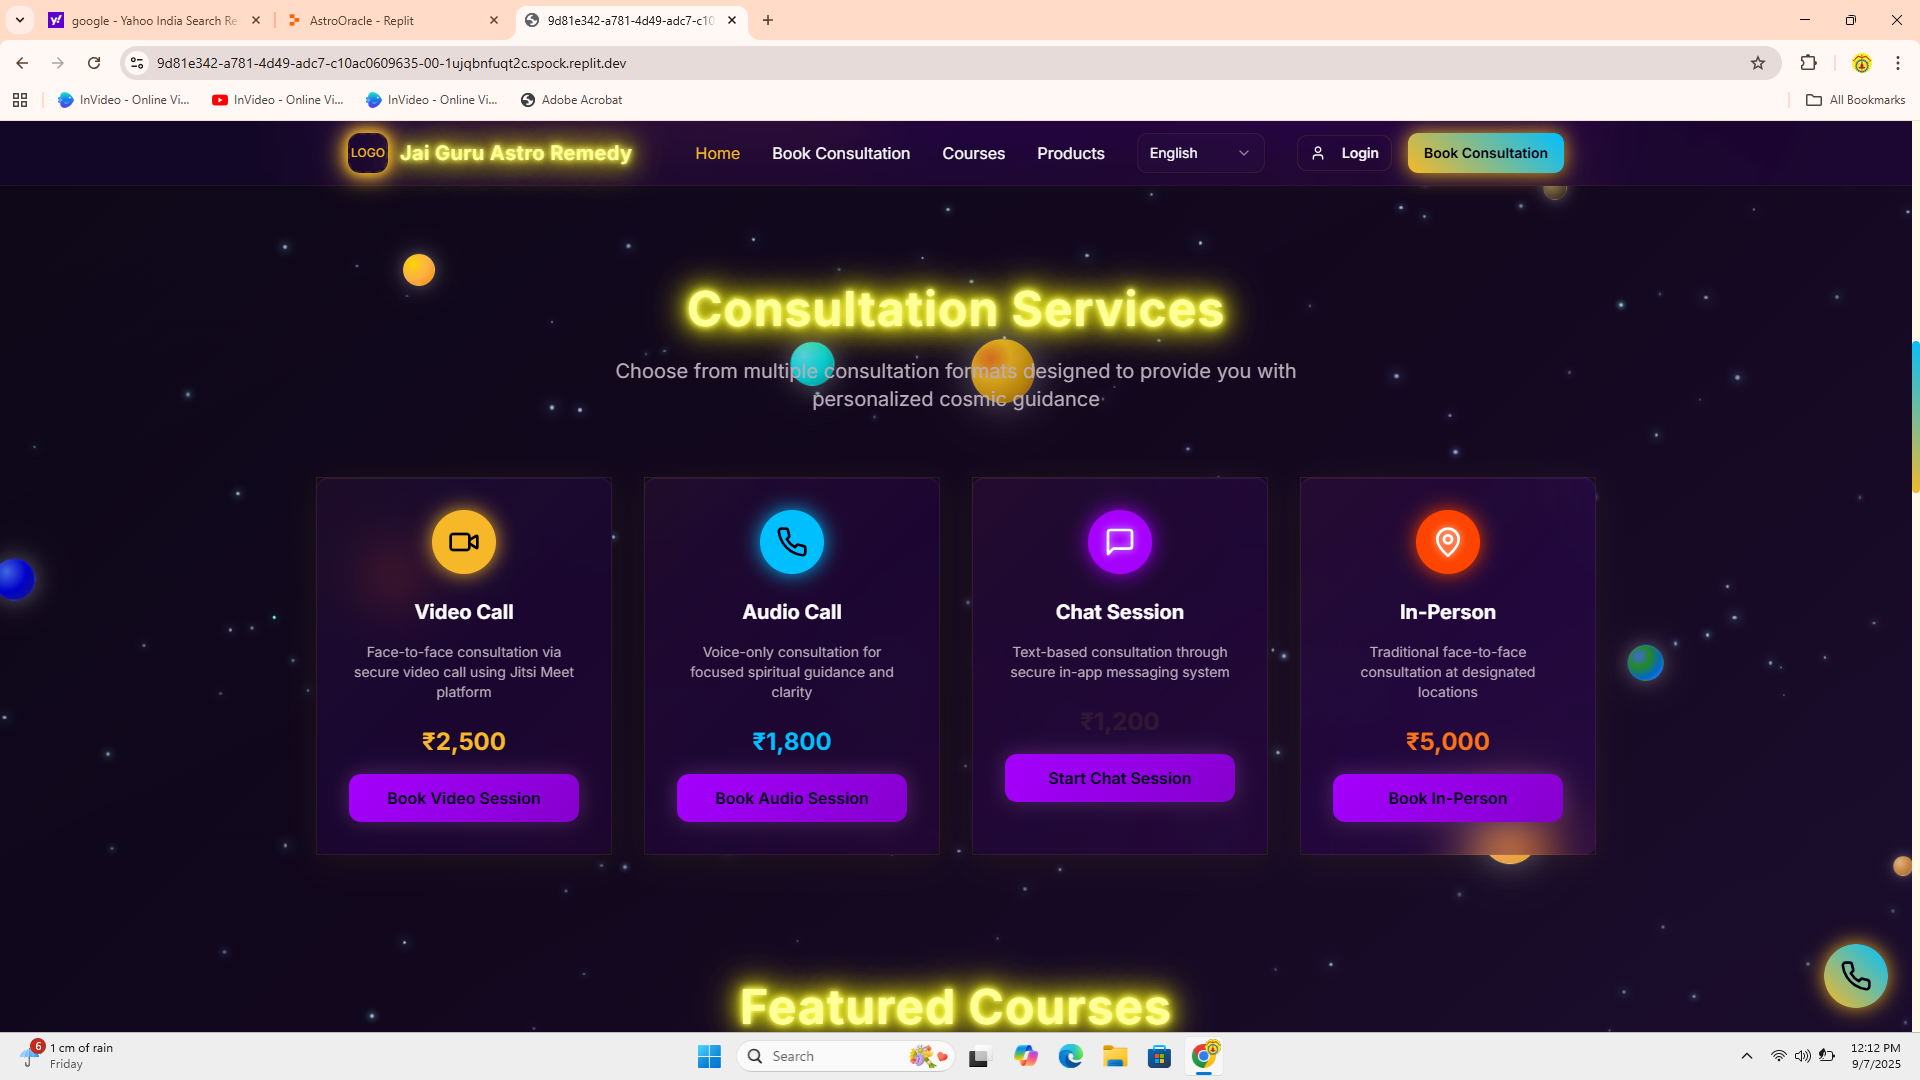 google - Yahoo India Search Re
AstroOracle - Replit
9d81e342-a781-4d49-adc7-c10
9d81e342-a781-4d49-adc7-c10ac0609635-00-1ujqbnfuqt2c.spock.replit.dev
InVideo - Online Vi...
InVideo - Online Vi...
InVideo - Online Vi...
Adobe Acrobat
All Bookmarks
LOGO
Jai Guru Astro Remedy
Home
Book Consultation
Courses
Products
English
Login
Book Consultation
Consultation Services
Choose from multiple consultation formats designed to provide you with
personalized cosmic guidance
Video Call
Face-to-face consultation via
secure video call using Jitsi Meet
platform
₹2,500
Book Video Session
Audio Call
Voice-only consultation for
focused spiritual guidance and
clarity
₹1,800
Book Audio Session
Chat Session
Text-based consultation through
secure in-app messaging system
₹1,200
Start Chat Session
In-Person
Traditional face-to-face
consultation at designated
locations
₹5,000
Book In-Person
Featured Courses
6
1 cm of rain
Friday
Search
12:12 PM
9/7/2025